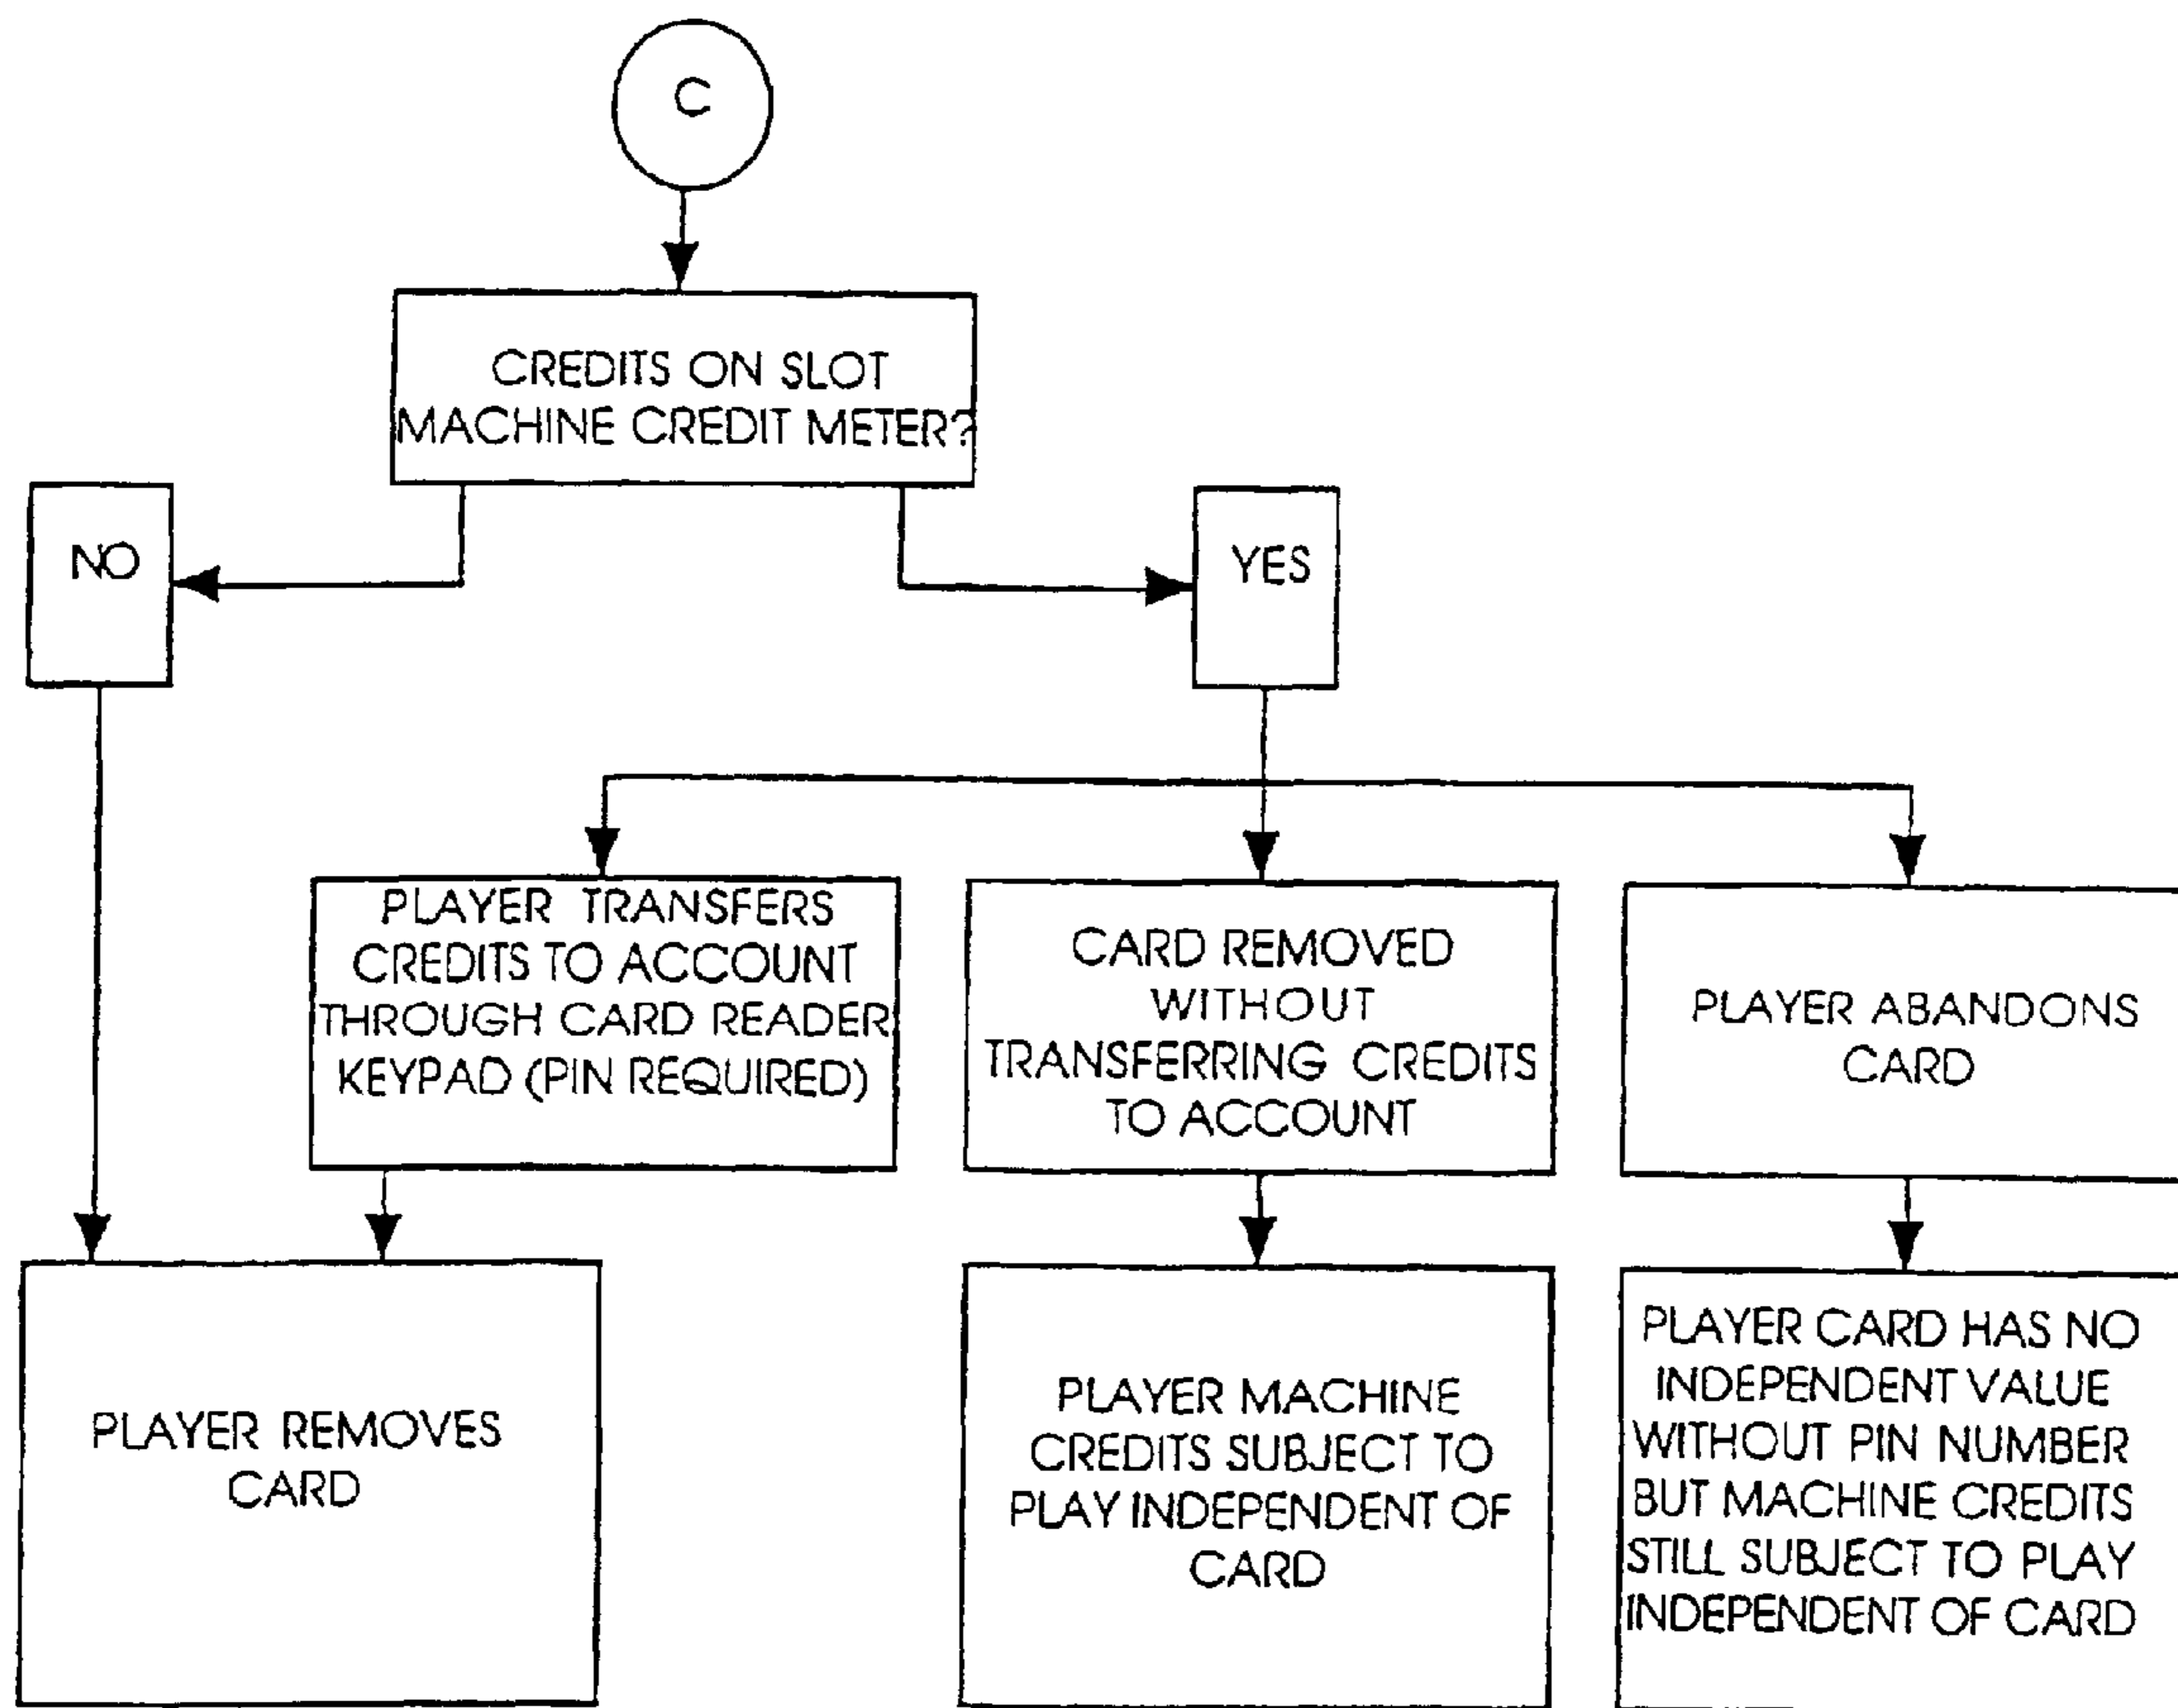 C
CREDITS ON SLOT
MACHINE CREDIT METER?
NO
YES
PLAYER TRANSFERS
CREDITS TO ACCOUNT
THROUGH CARD READER
KEYPAD (PIN REQUIRED)
CARD REMOVED
WITHOUT
TRANSFERRING CREDITS
TO ACCOUNT
PLAYER ABANDONS
CARD
PLAYER REMOVES
CARD
PLAYER MACHINE
CREDITS SUBJECT TO
PLAY INDEPENDENT OF
CARD
PLAYER CARD HAS NO
INDEPENDENT VALUE
WITHOUT PIN NUMBER
BUT MACHINE CREDITS
STILL SUBJECT TO PLAY
INDEPENDENT OF CARD